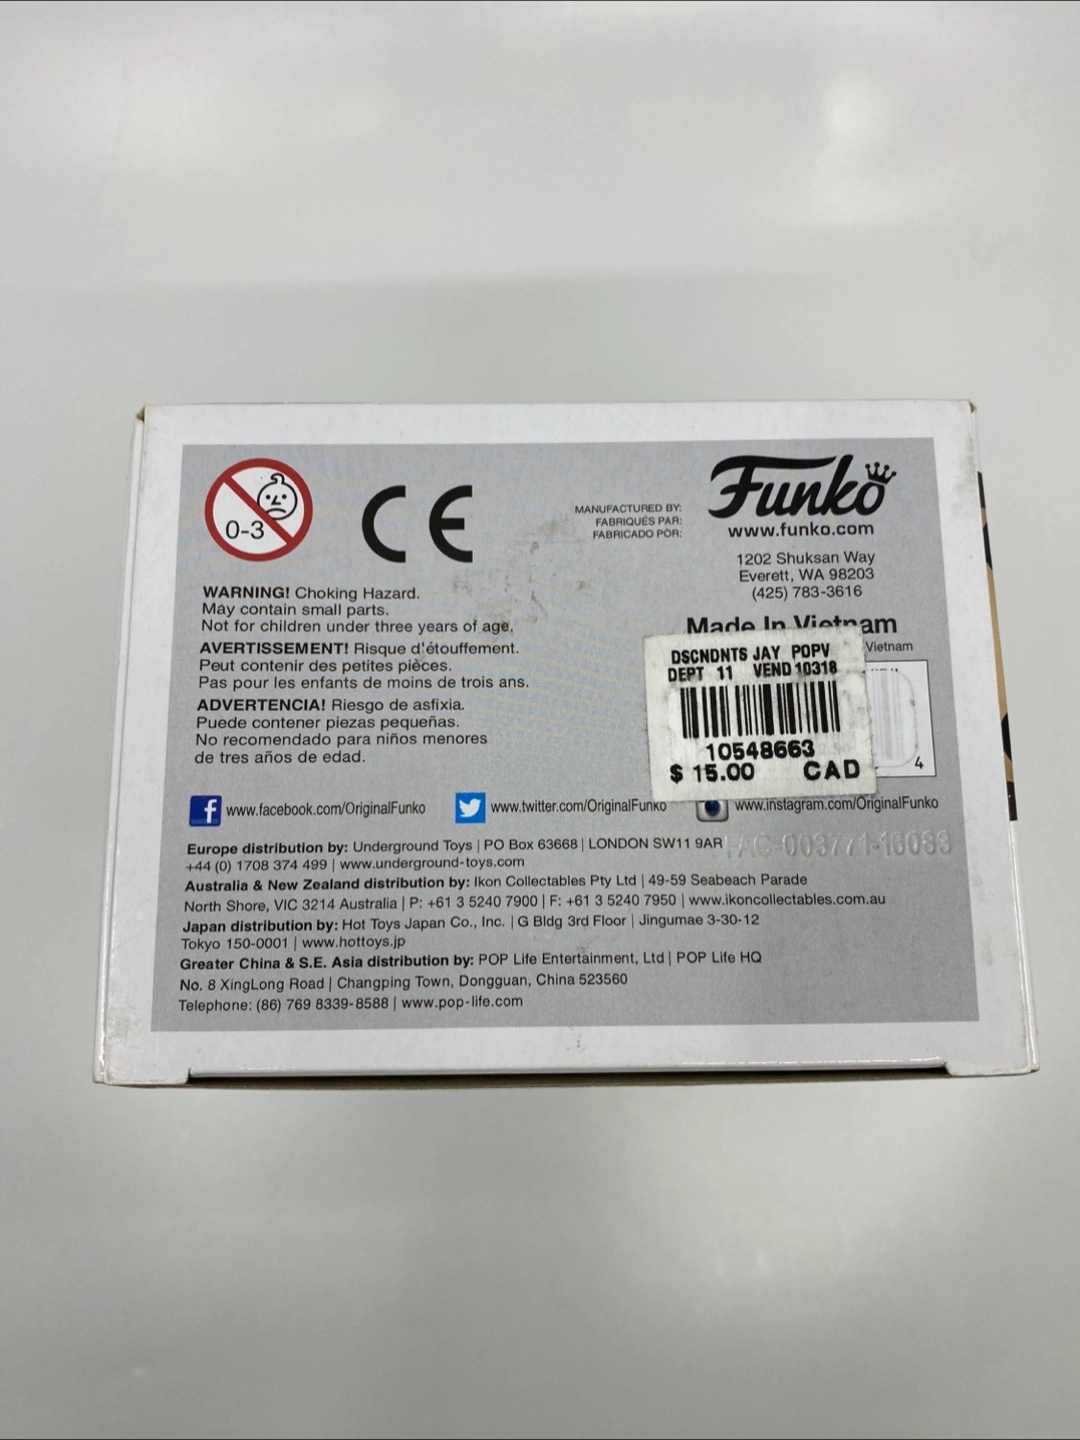 0-3
CE
MANUFACTURED BY:
FABRIQUÉS PAR:
FABRICADO POR:
Funko
www.funko.com
1202 Shuksan Way
Everett, WA 98203
(425) 783-3616
WARNING! Choking Hazard.
May contain small parts.
Not for children under three years of age.
AVERTISSEMENT! Risque d'étouffement.
Peut contenir des petites pièces.
Pas pour les enfants de moins de trois ans.
ADVERTENCIA! Riesgo de asfixia.
Puede contener piezas pequeñas.
No recomendado para niños menores
de tres años de edad.
Made In Vietnam
Vietnam
DSCNDNTS JAY POPV
DEPT 11 VEND 10318
10548663
$ 15.00 CAD
4
www.facebook.com/OriginalFunko
www.twitter.com/OriginalFunko
www.instagram.com/OriginalFunko
Europe distribution by: Underground Toys | PO Box 63668 | LONDON SW11 9AR
+44 (0) 1708 374 499 | www.underground-toys.com
Australia & New Zealand distribution by: Ikon Collectables Pty Ltd | 49-59 Seabeach Parade
North Shore, VIC 3214 Australia | P: +61 3 5240 7900 | F: +61 3 5240 7950 | www.ikoncollectables.com.au
Japan distribution by: Hot Toys Japan Co., Inc. | G Bldg 3rd Floor | Jingumae 3-30-12
Tokyo 150-0001 | www.hottoys.jp
Greater China & S.E. Asia distribution by: POP Life Entertainment, Ltd | POP Life HQ
No. 8 XingLong Road | Changping Town, Dongguan, China 523560
Telephone: (86) 769 8339-8588 | www.pop-life.com